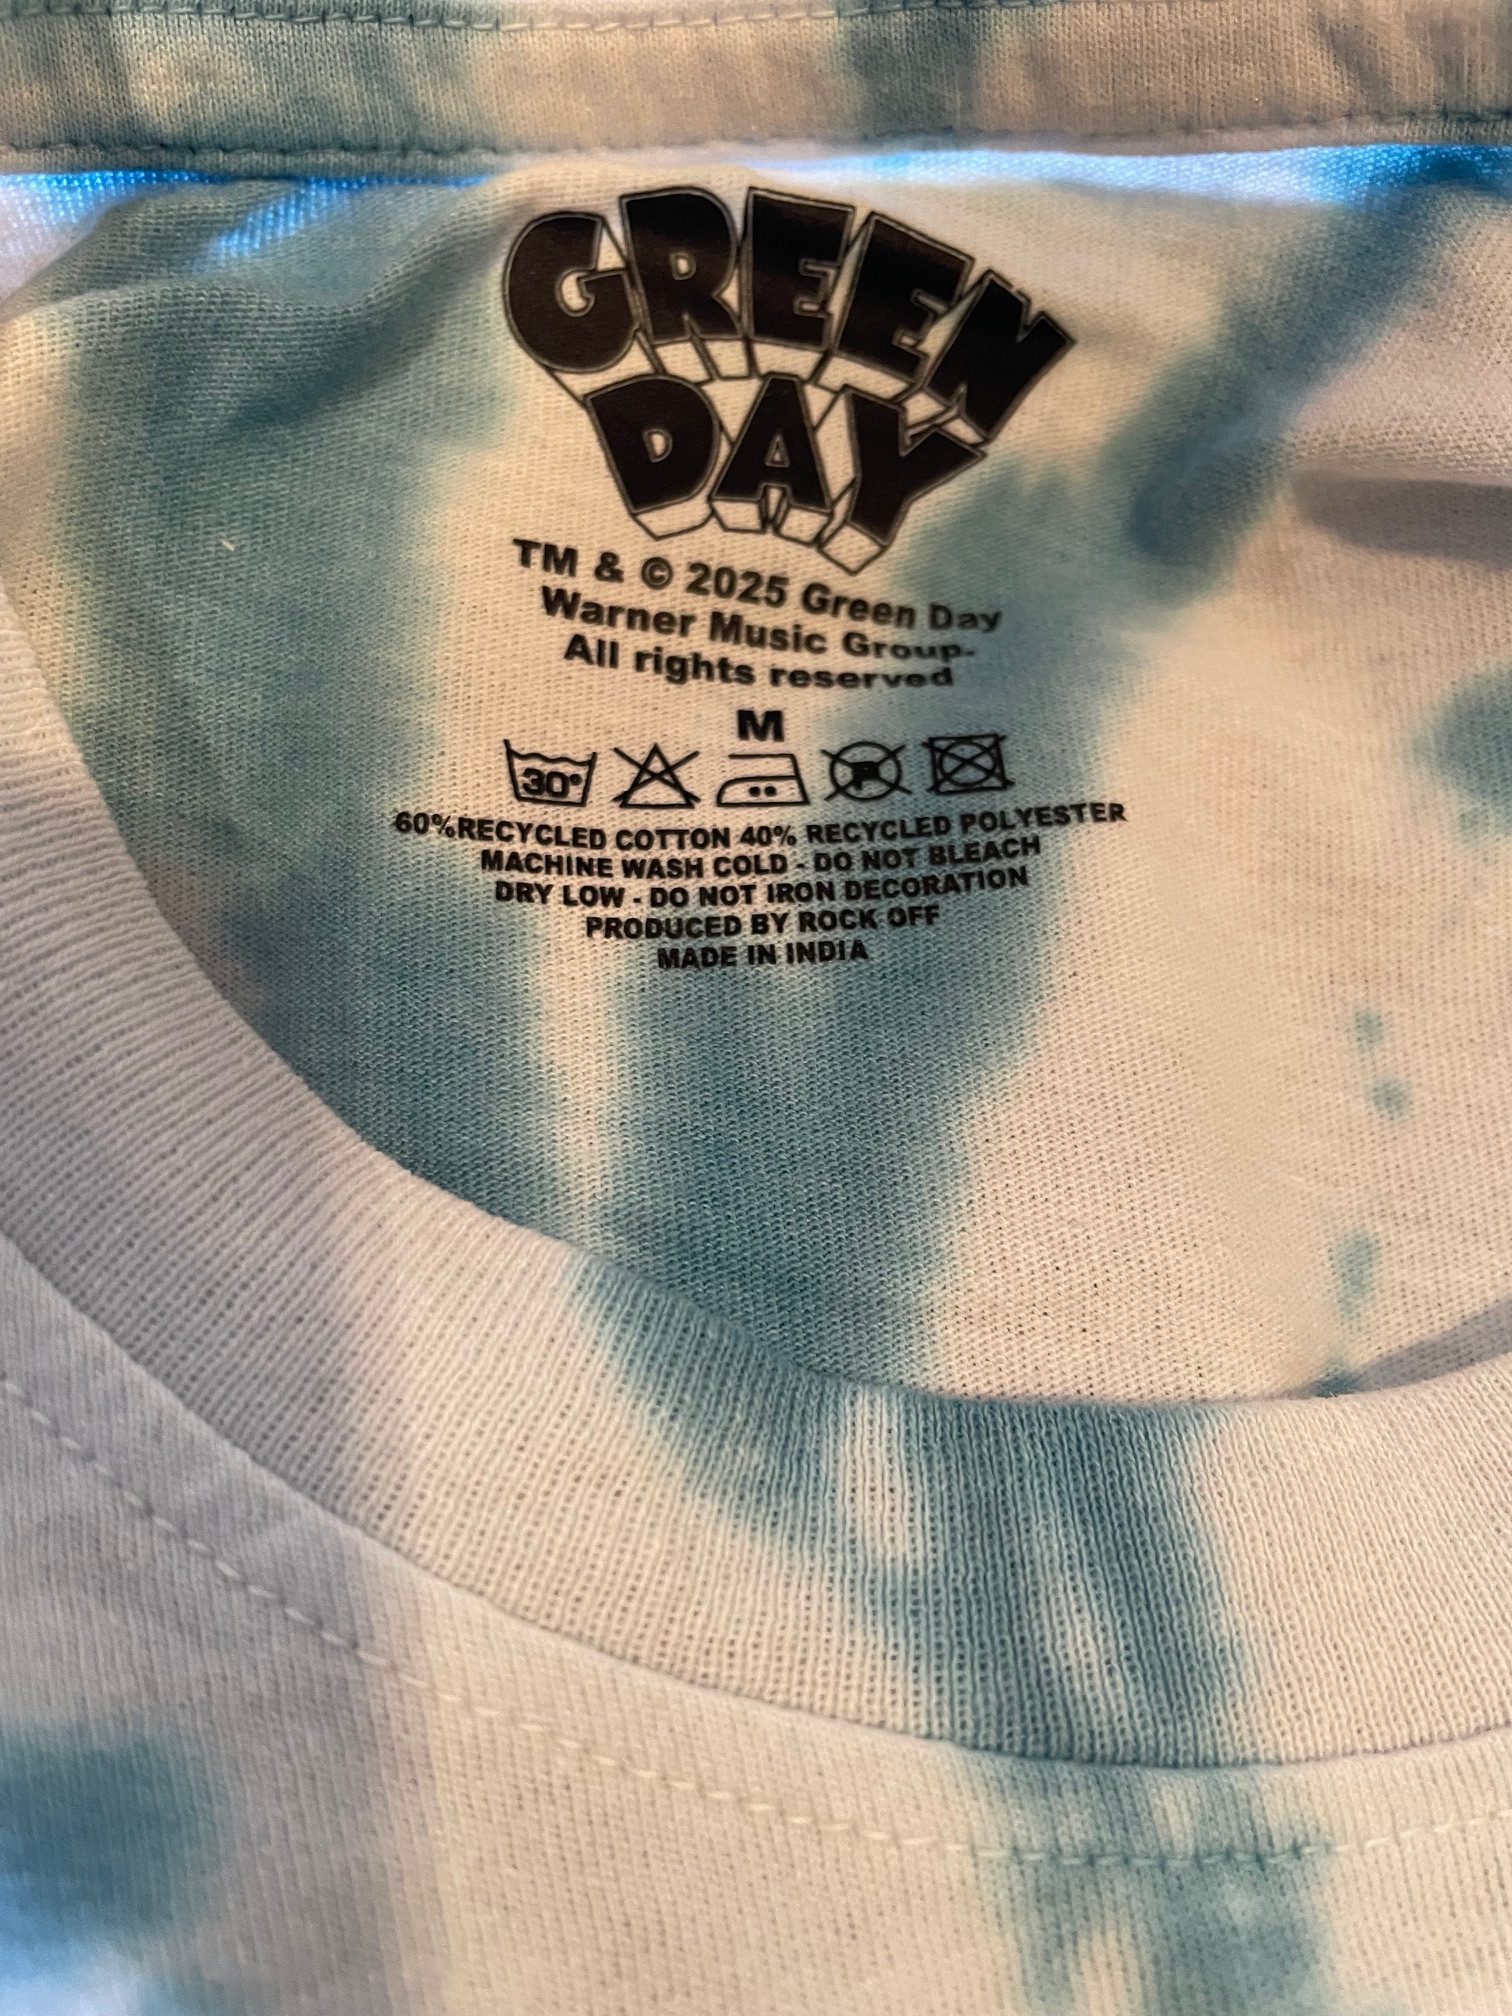 GREEN
DAY
TM & © 2025 Green Day
Warner Music Group.
All rights reserved
M
30° P
60%RECYCLED COTTON 40% RECYCLED POLYESTER
MACHINE WASH COLD - DO NOT BLEACH
DRY LOW - DO NOT IRON DECORATION
PRODUCED BY ROCK OFF
MADE IN INDIA